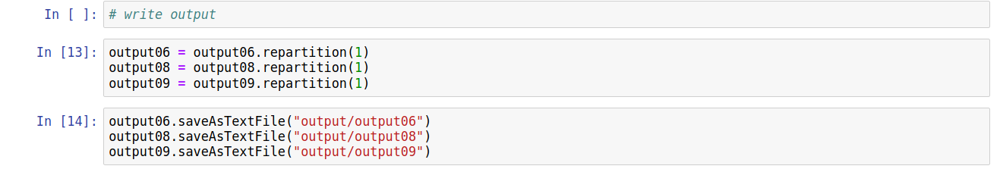 In [ ]: # write output
In [13]: output06 = output06.repartition(1)
output08 = output08.repartition(1)
output09 = output09.repartition(1)
In [14]: output06.saveAsTextFile("output/output06")
output08.saveAsTextFile("output/output08")
output09.saveAsTextFile("output/output09")